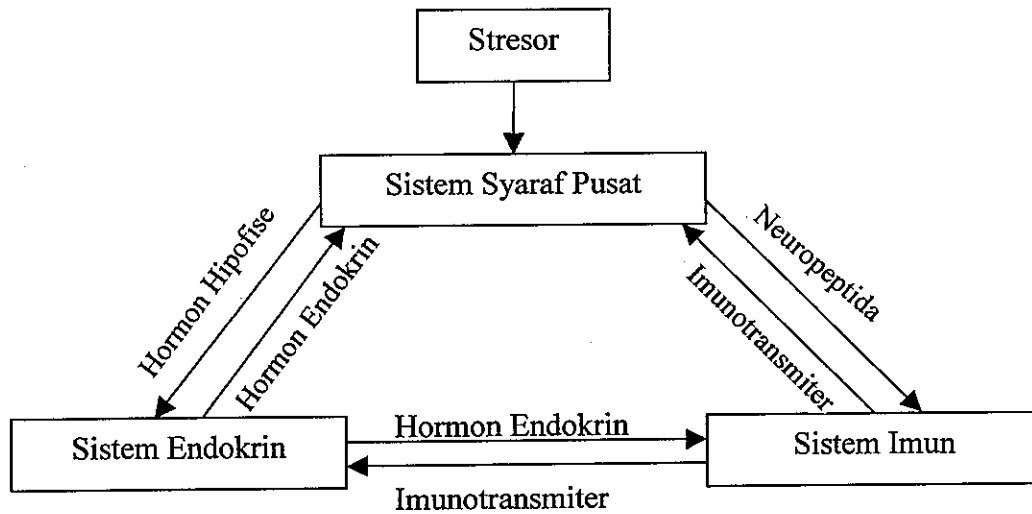 Stresor
Sistem Syaraf Pusat
Hormon Hipofise
Hormon Endokrin
Neuropeptida
Imunotransmiter
Sistem Endokrin
Hormon Endokrin
Imunotransmiter
Sistem Imun